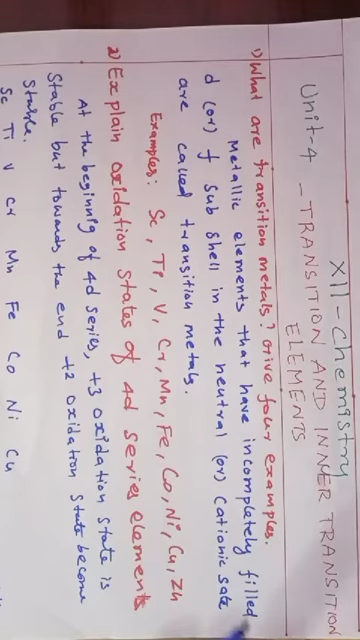 XII-Chemistry
Unit-4 - TRANSITION AND INNER TRANSITION
ELEMENTS
1) What are transition metals? Give four examples.
Metallic elements that have incompletely filled
d (or) f sub shell in the neutral (or) cationic sate
are called transition metals.
Examples: Sc, Ti, V, Cr, Mn, Fe, Co, Ni, Cu, Zn
2) Explain oxidation states of 4d series elements
At the beginnig of 4d series, +3 oxidation state is
stable but towards the end +2 oxidation state become
stable.
Sc Ti V Cr Mn Fe Co Ni Cu